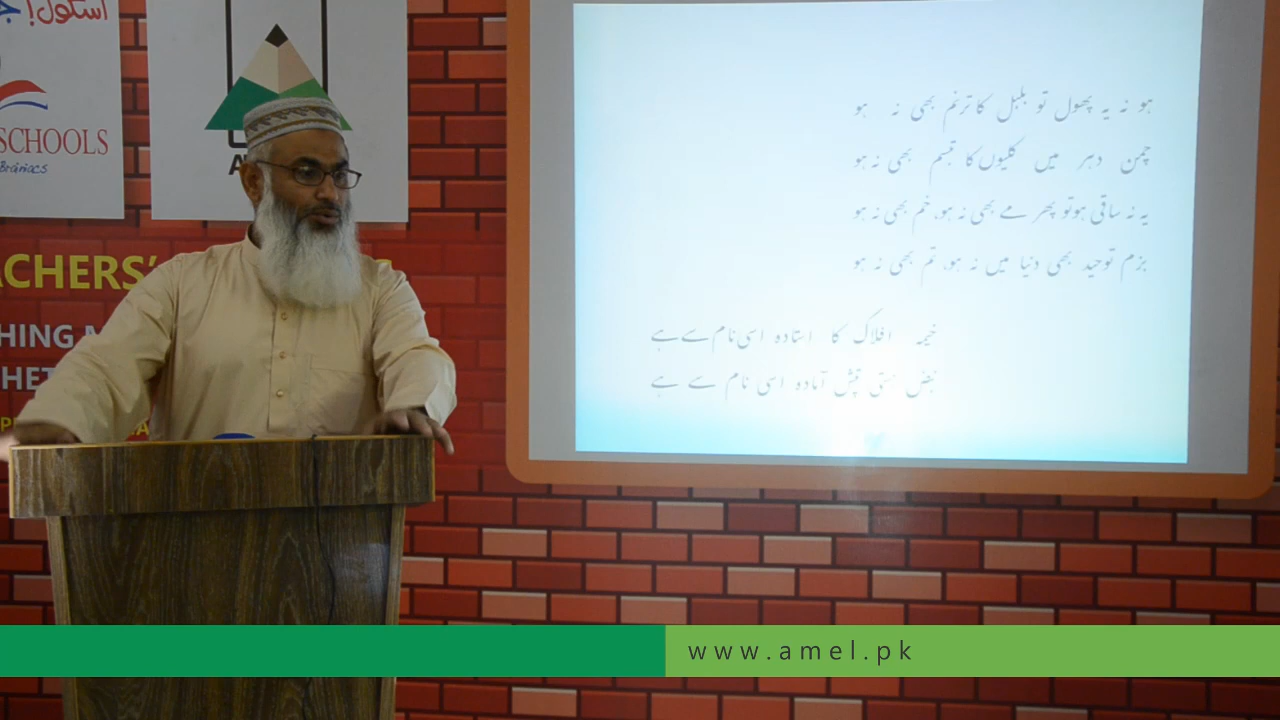 اسکول!
SCHOOLS
Brainiacs
A
ACHERS'
HING M
HET
ہو نہ یہ پھول تو بلبل کا ترنم بھی نہ ہو
چمن دہر میں کلیوں کا تبسم بھی نہ ہو
یہ نہ ساقی ہو تو پھر مے بھی نہ ہو، خم بھی نہ ہو
بزم توحید بھی دنیا میں نہ ہو، تم بھی نہ ہو
خیمہ افلاک کا استادہ اسی نام سے ہے
نبض ہستی تپش آمادہ اسی نام سے ہے
www.amel.pk